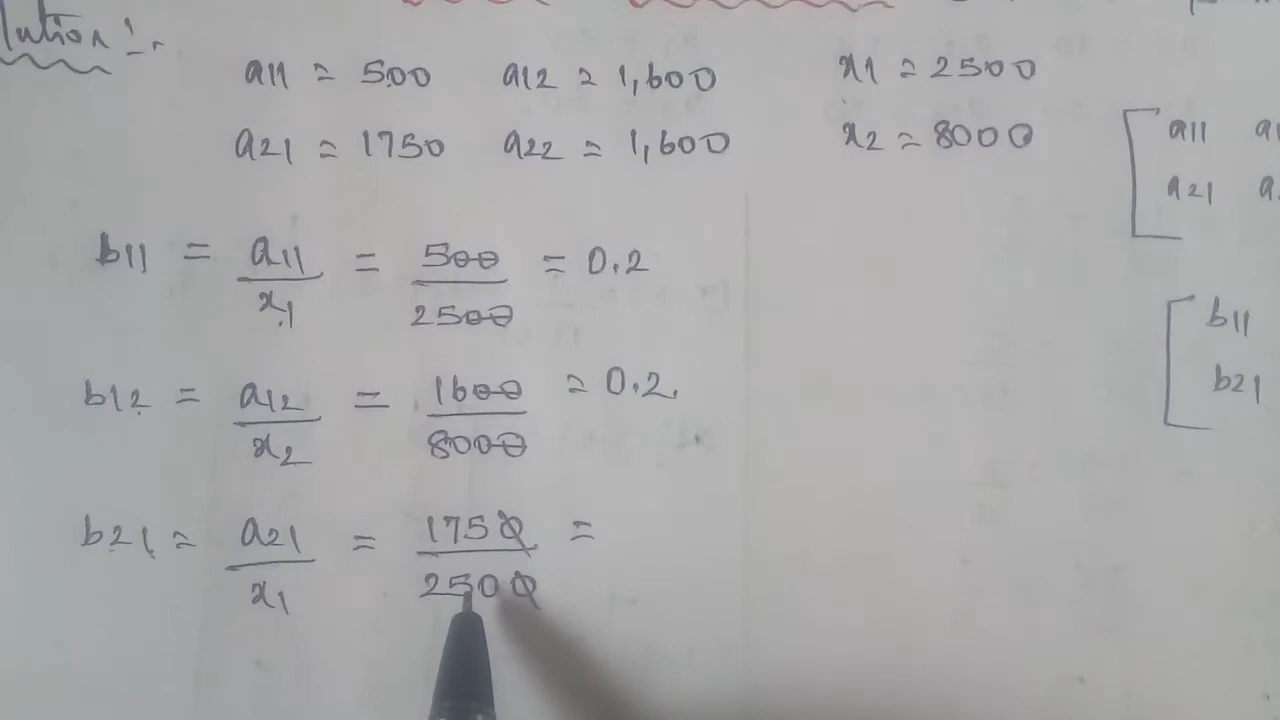 lution :-
a11 = 500 a12 = 1,600 x1 = 2500
a21 = 1750 a22 = 1,600 x2 = 8000
a11
a21
b11 = a11/x1 = 500/2500 = 0.2
b11
b12 = a12/x2 = 1600/8000 = 0.2
b21
b21 = a21/x1 = 1750/2500 =